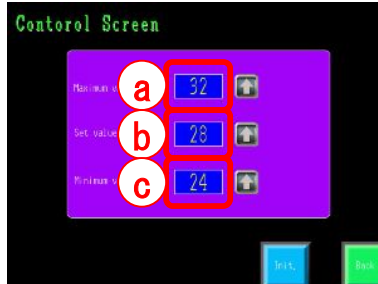 Contorol Screen
Maximum v a 32
Set value b 28
Minimum v c 24
Init. Back